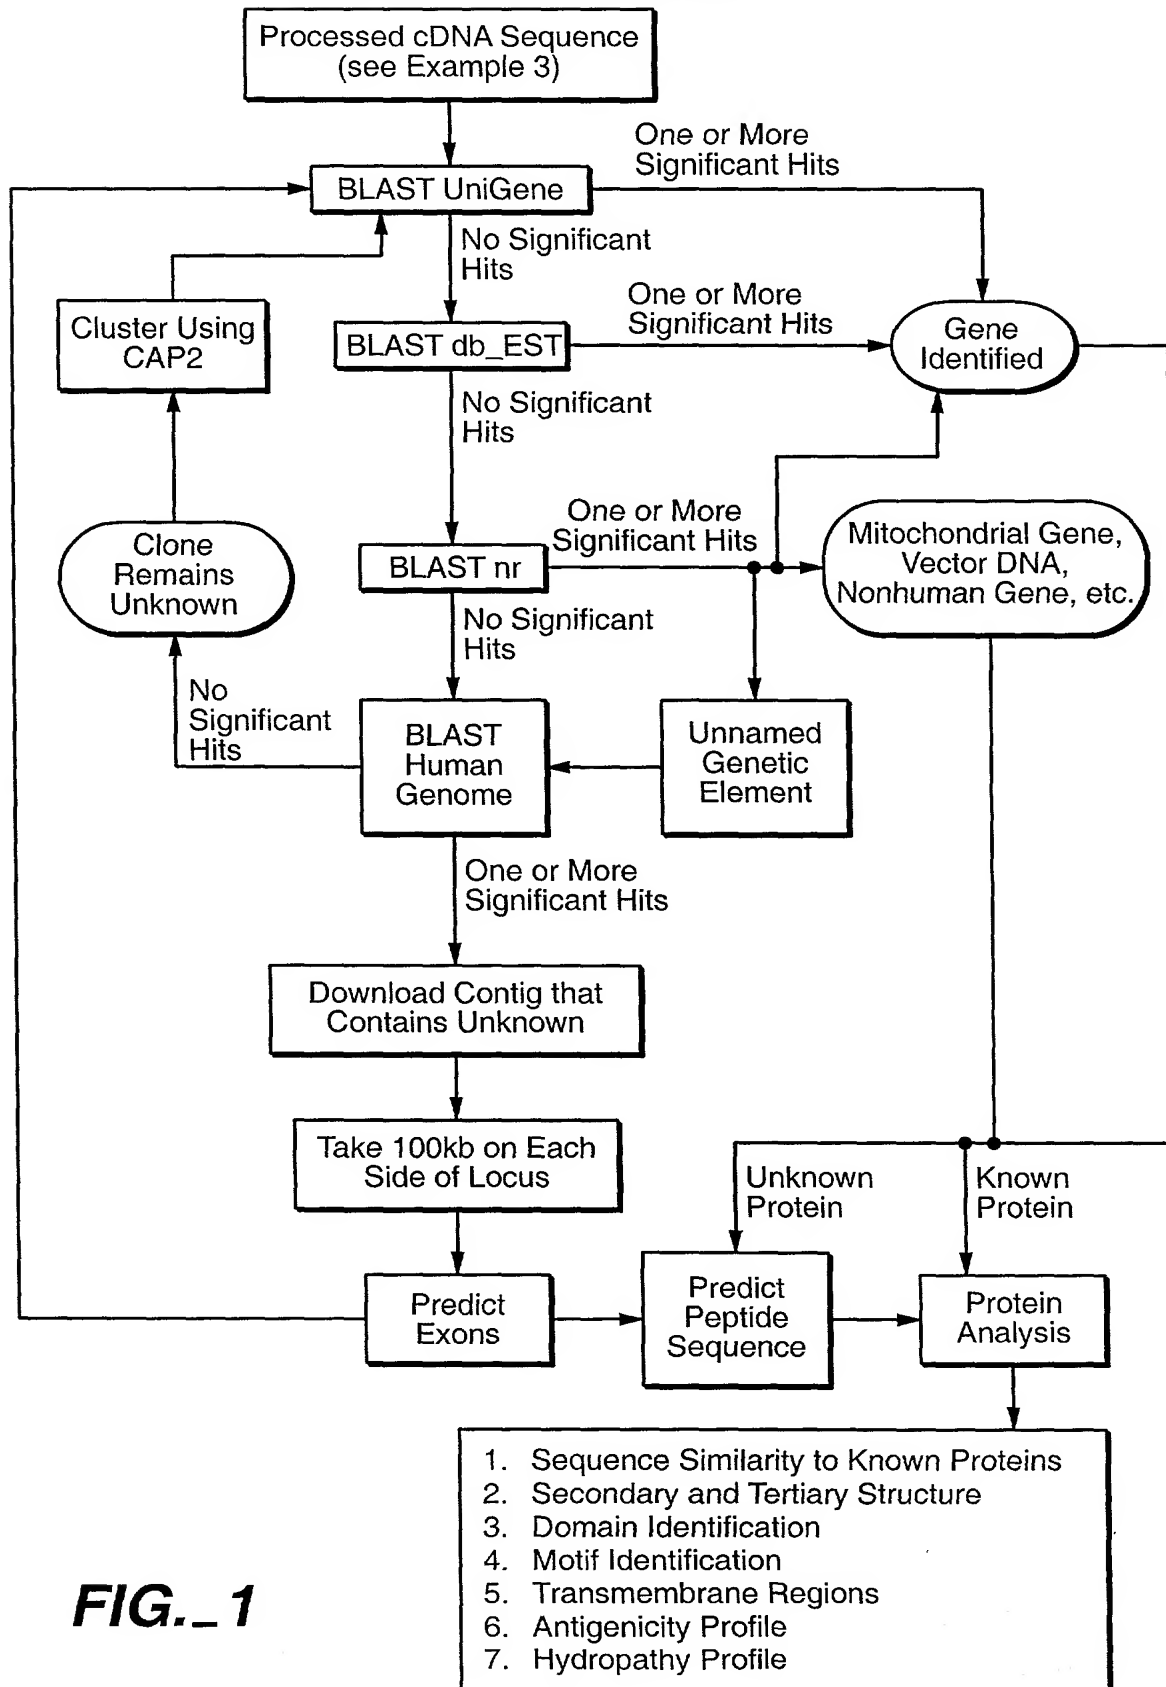 Processed cDNA Sequence
(see Example 3)
One or More
Significant Hits
BLAST UniGene
No Significant
Hits
One or More
Significant Hits
Cluster Using
CAP2
BLAST db_EST
Gene
Identified
No Significant
Hits
One or More
Significant Hits
Clone
Remains
Unknown
BLAST nr
Mitochondrial Gene,
Vector DNA,
Nonhuman Gene, etc.
No Significant
Hits
No
Significant
Hits
BLAST
Human
Genome
Unnamed
Genetic
Element
One or More
Significant Hits
Download Contig that
Contains Unknown
Take 100kb on Each
Side of Locus
Unknown
Protein
Known
Protein
Predict
Exons
Predict
Peptide
Sequence
Protein
Analysis
1. Sequence Similarity to Known Proteins
2. Secondary and Tertiary Structure
3. Domain Identification
4. Motif Identification
5. Transmembrane Regions
6. Antigenicity Profile
7. Hydropathy Profile
FIG._1